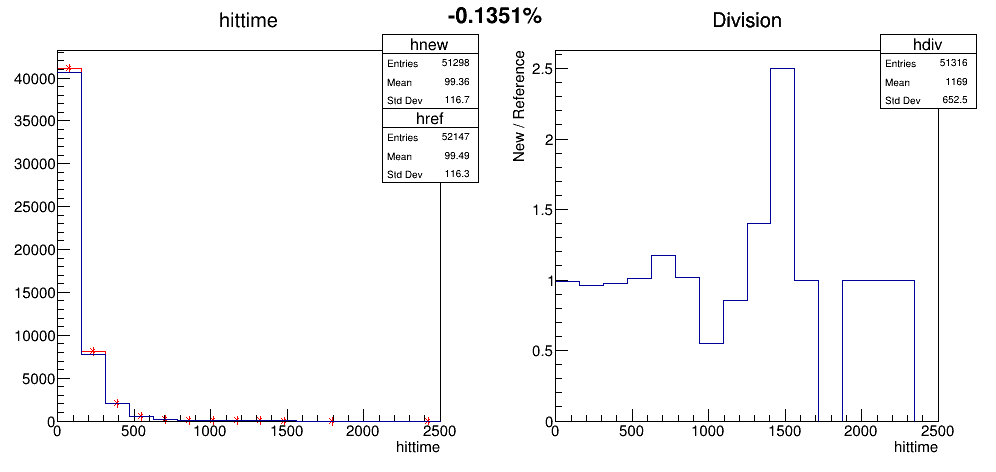 -0.1351%
hittime
hnew
Entries 51298
Mean 99.36
Std Dev 116.7
href
Entries 52147
Mean 99.49
Std Dev 116.3
40000
35000
30000
25000
20000
15000
10000
5000
0
0 500 1000 1500 2000 2500
hittime
Division
hdiv
Entries 51316
Mean 1169
Std Dev 652.5
New / Reference
2.5
2
1.5
1
0.5
0
0 500 1000 1500 2000 2500
hittime